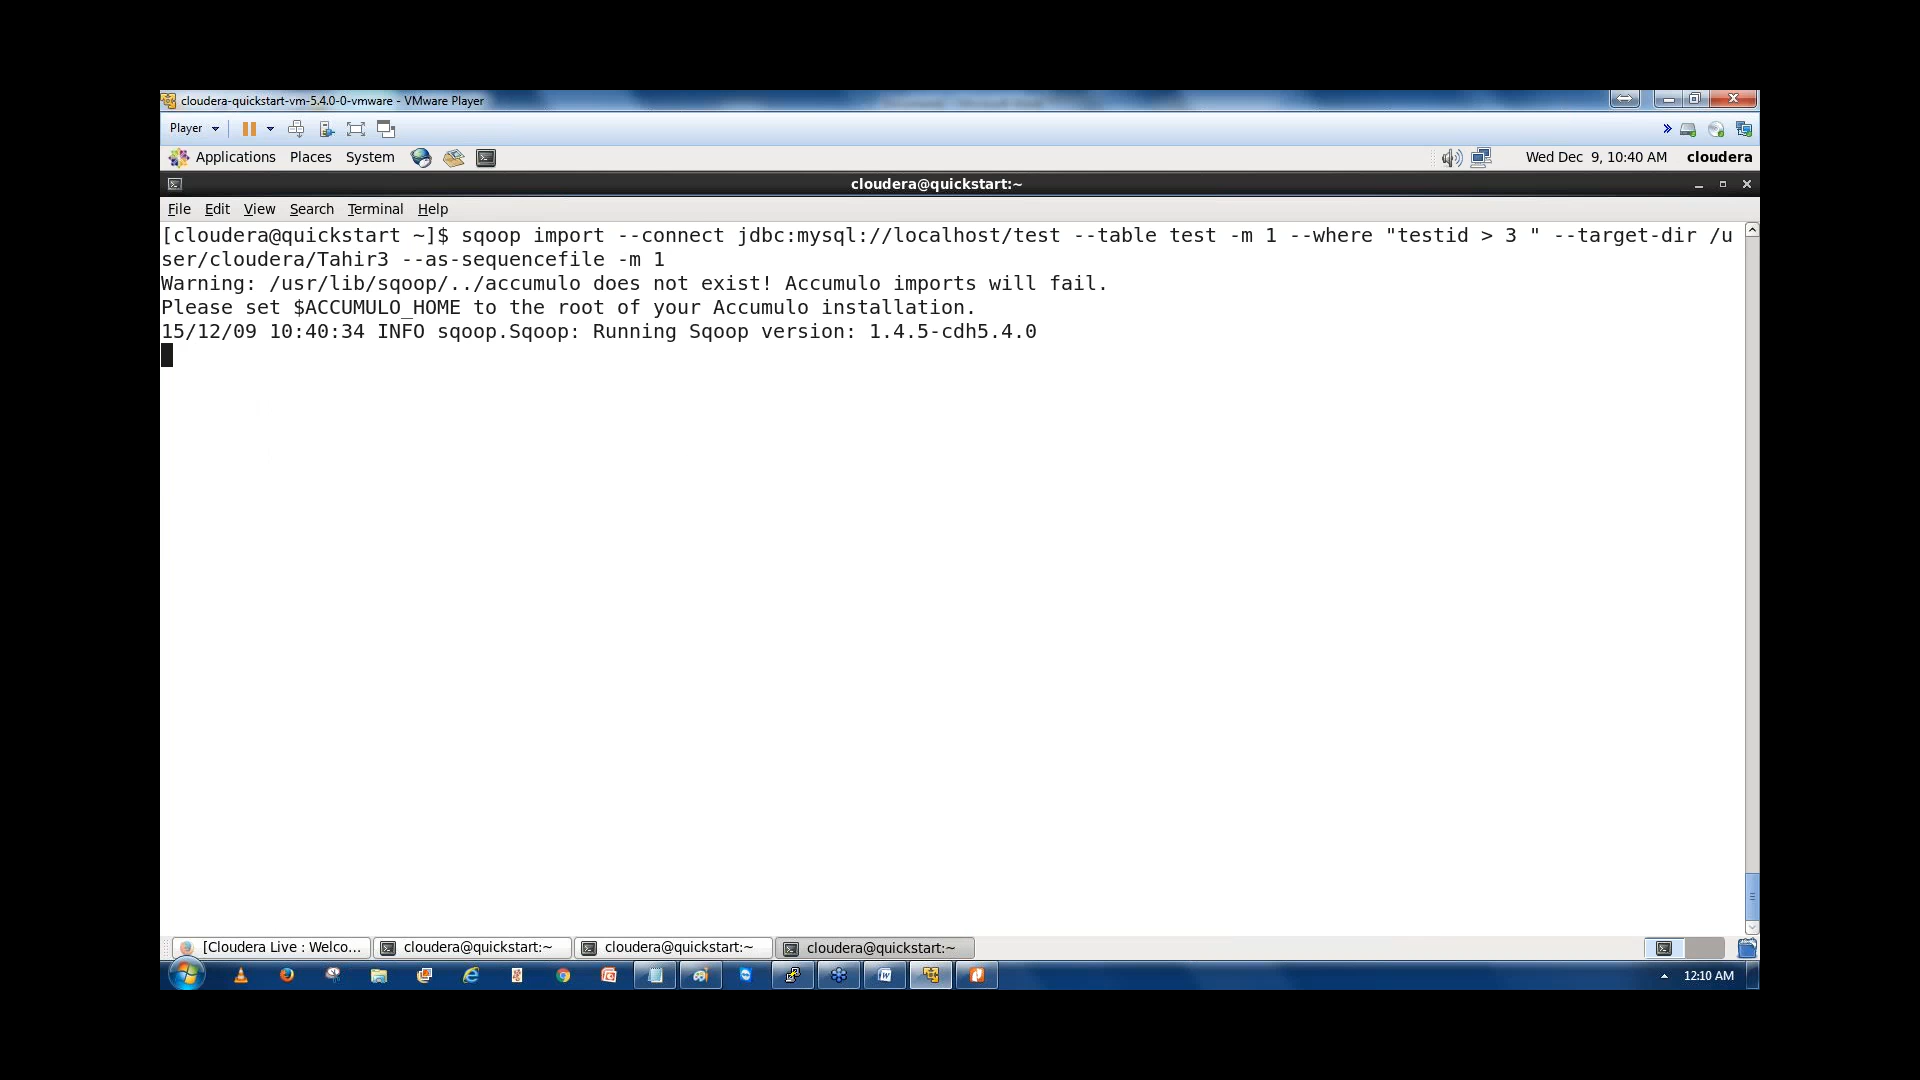 cloudera-quickstart-vm-5.4.0-0-vmware - VMware Player
Player
Applications Places System Wed Dec 9, 10:40 AM cloudera
cloudera@quickstart:~
File Edit View Search Terminal Help
[cloudera@quickstart ~]$ sqoop import --connect jdbc:mysql://localhost/test --table test -m 1 --where "testid > 3 " --target-dir /u
ser/cloudera/Tahir3 --as-sequencefile -m 1
Warning: /usr/lib/sqoop/../accumulo does not exist! Accumulo imports will fail.
Please set $ACCUMULO_HOME to the root of your Accumulo installation.
15/12/09 10:40:34 INFO sqoop.Sqoop: Running Sqoop version: 1.4.5-cdh5.4.0
[Cloudera Live : Welco... cloudera@quickstart:~ cloudera@quickstart:~ cloudera@quickstart:~
12:10 AM